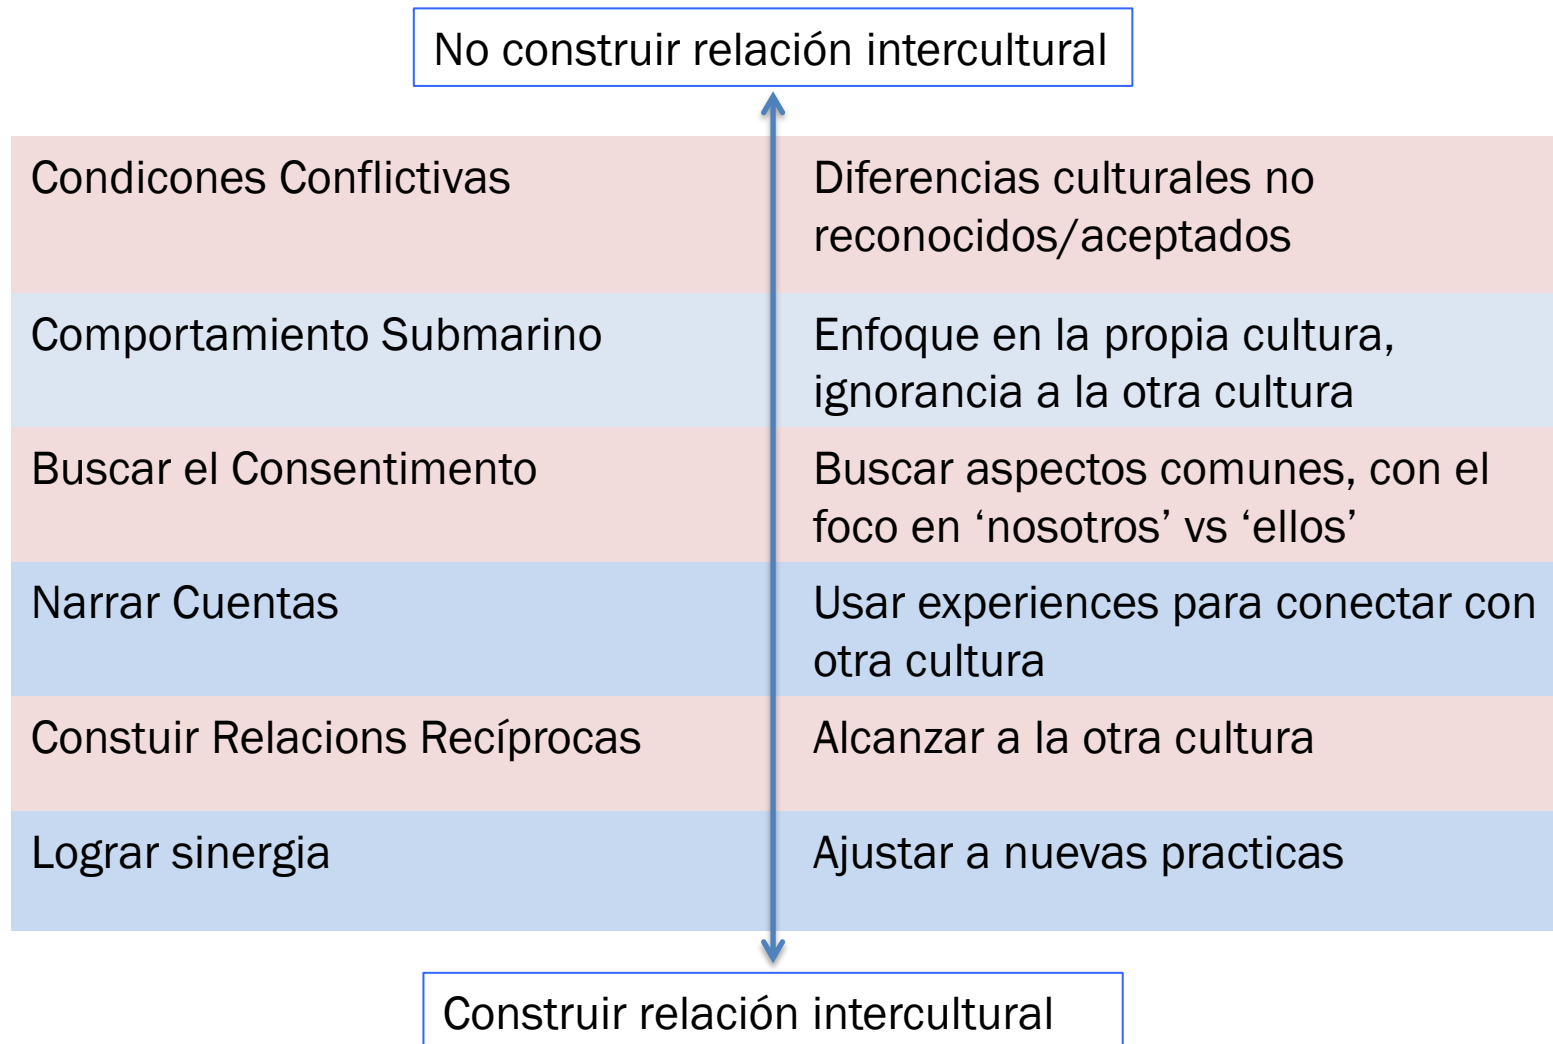 No construir relación intercultural
Condicones Conflictivas
Diferencias culturales no
reconocidos/aceptados
Comportamiento Submarino
Enfoque en la propia cultura,
ignorancia a la otra cultura
Buscar el Consentimento
Buscar aspectos comunes, con el
foco en ‘nosotros’ vs ‘ellos’
Narrar Cuentas
Usar experiences para conectar con
otra cultura
Constuir Relacions Recíprocas
Alcanzar a la otra cultura
Lograr sinergia
Ajustar a nuevas practicas
Construir relación intercultural